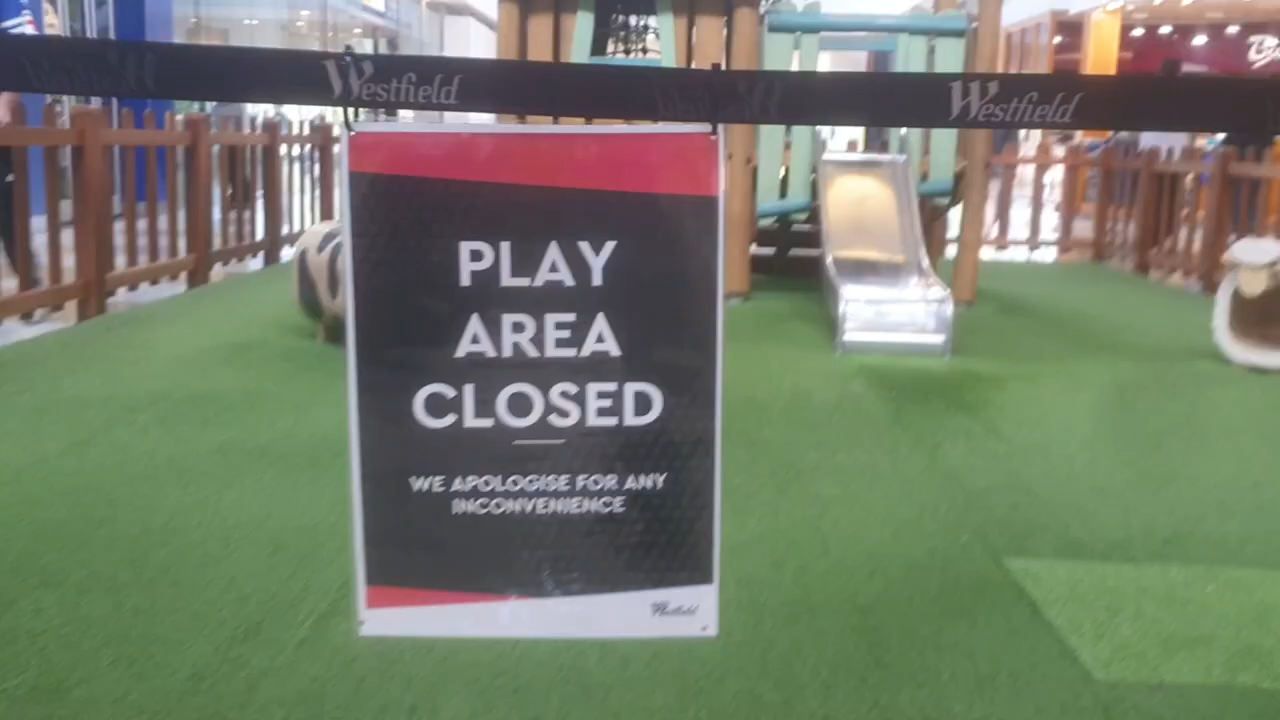 Westfield
Westfield
PLAY
AREA
CLOSED
WE APOLOGISE FOR ANY
INCONVENIENCE
Westfield